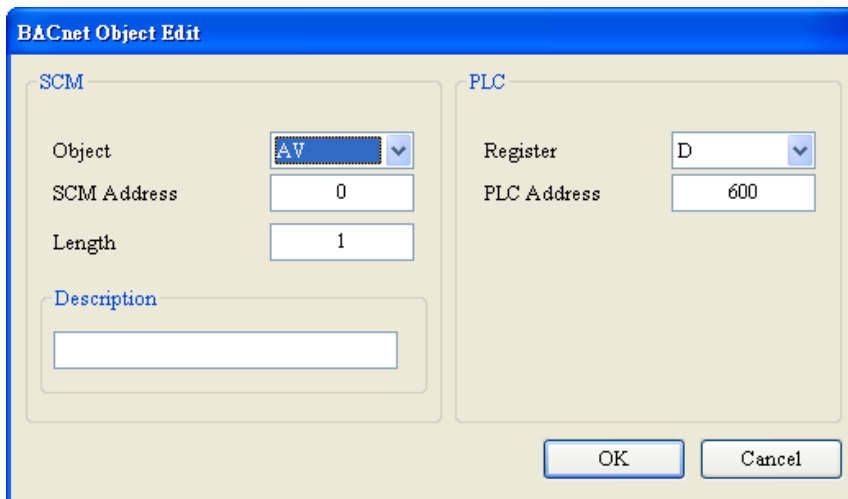 BACnet Object Edit
SCM
Object AV
SCM Address 0
Length 1
Description
PLC
Register D
PLC Address 600
OK Cancel